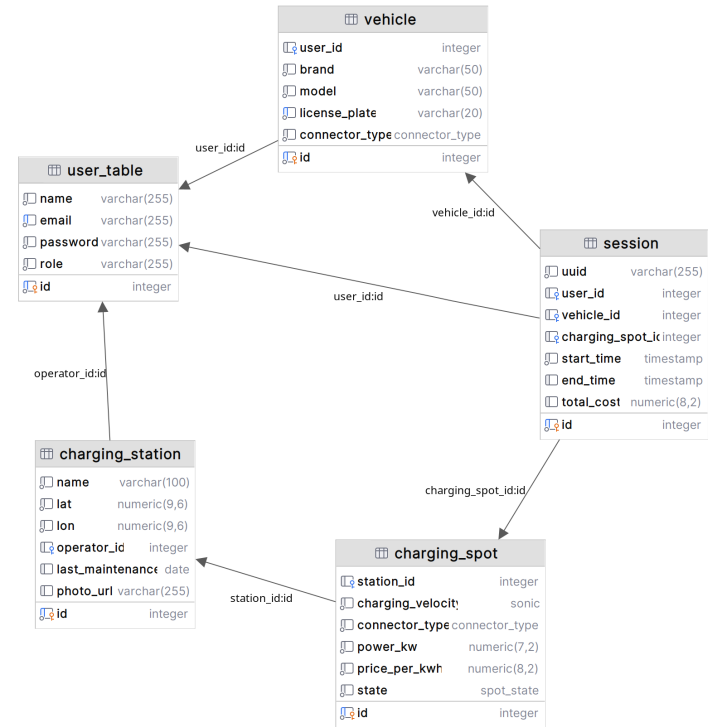 vehicle
user_id integer
brand varchar(50)
model varchar(50)
license_plate varchar(20)
connector_type connector_type
id integer
user_id:id
user_table
name varchar(255)
email varchar(255)
password varchar(255)
role varchar(255)
id integer
vehicle_id:id
session
uuid varchar(255)
user_id integer
vehicle_id integer
charging_spot_id integer
start_time timestamp
end_time timestamp
total_cost numeric(8,2)
id integer
user_id:id
operator_id:id
charging_station
name varchar(100)
lat numeric(9,6)
lon numeric(9,6)
operator_id integer
last_maintenance date
photo_url varchar(255)
id integer
charging_spot_id:id
station_id:id
charging_spot
station_id integer
charging_velocity sonic
connector_type connector_type
power_kw numeric(7,2)
price_per_kwh numeric(8,2)
state spot_state
id integer